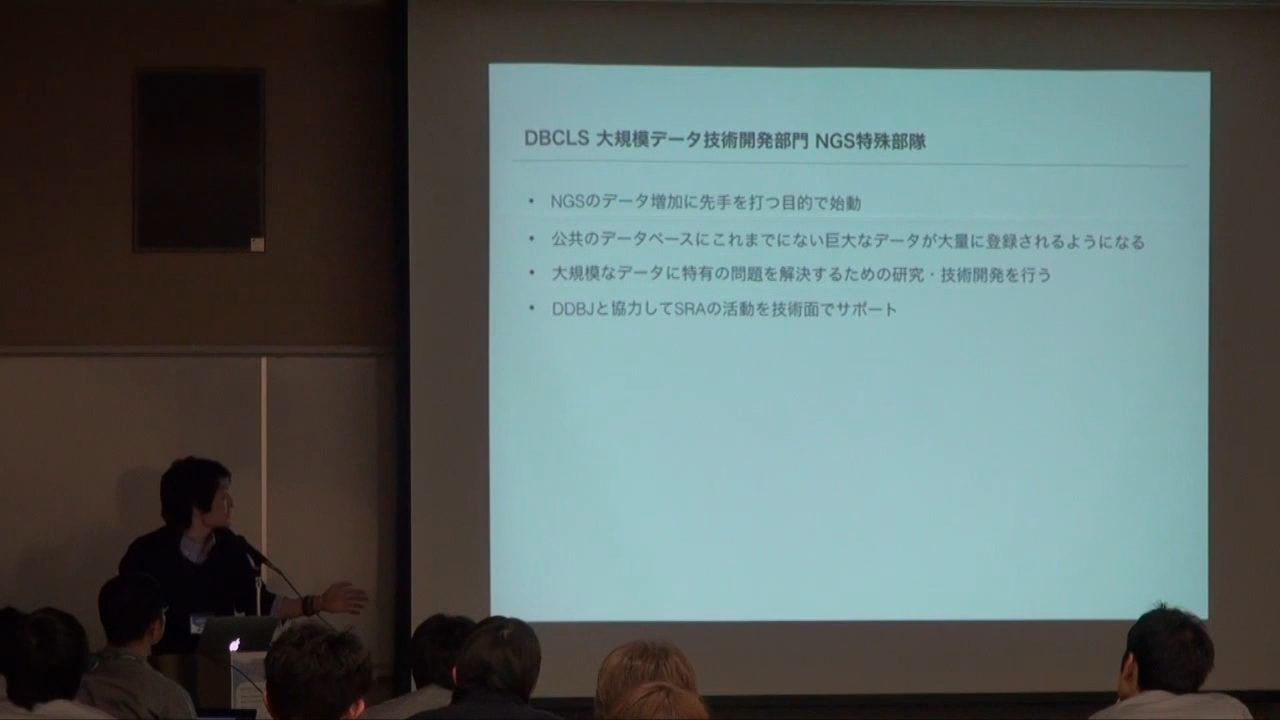 DBCLS 大規模データ技術開発部門 NGS特殊部隊
• NGSのデータ増加に先手を打つ目的で始動
• 公共のデータベースにこれまでにない巨大なデータが大量に登録されるようになる
• 大規模なデータに特有の問題を解決するための研究・技術開発を行う
• DDBJと協力してSRAの活動を技術面でサポート